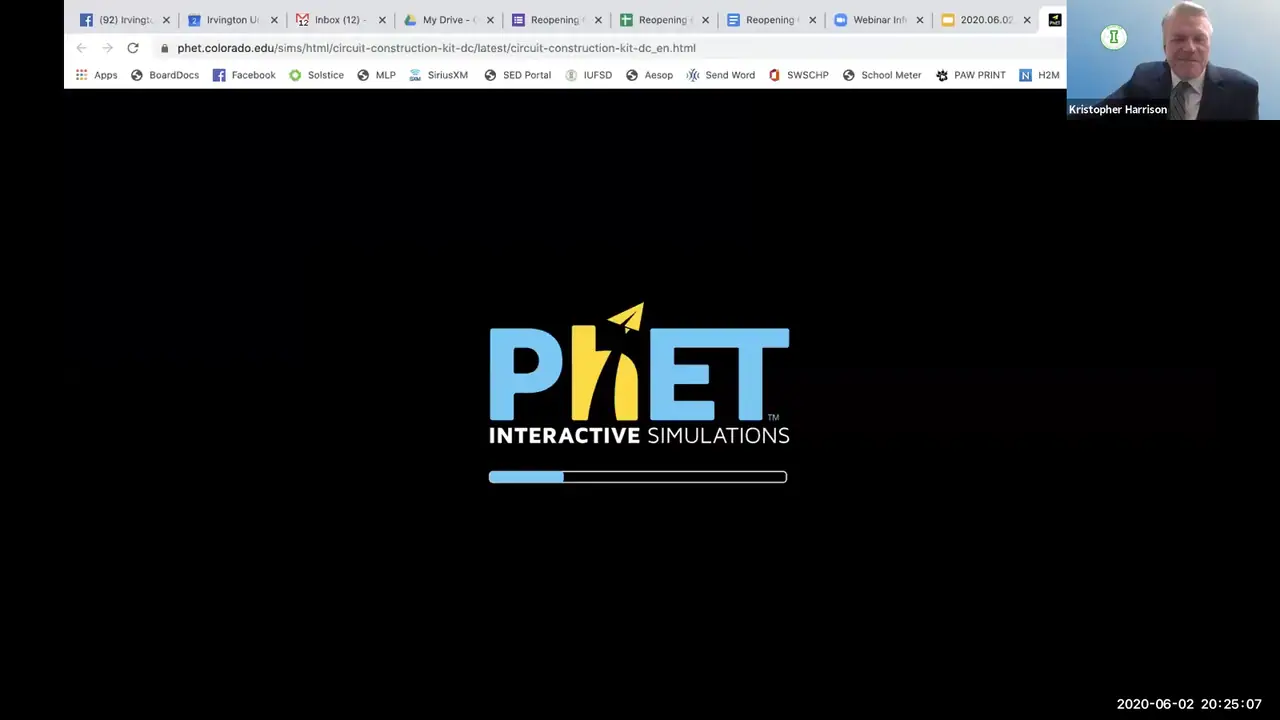 (92) Irvingto
Irvington Un
Inbox (12) -
My Drive -
Reopening
Reopening
Reopening
Webinar Inf
2020.06.02
phet.colorado.edu/sims/html/circuit-construction-kit-dc/latest/circuit-construction-kit-dc_en.html
Apps
BoardDocs
Facebook
Solstice
MLP
SiriusXM
SED Portal
IUFSD
Aesop
Send Word
SWSCHP
School Meter
PAW PRINT
H2M
Kristopher Harrison
PhET
TM
INTERACTIVE SIMULATIONS
2020-06-02 20:25:07